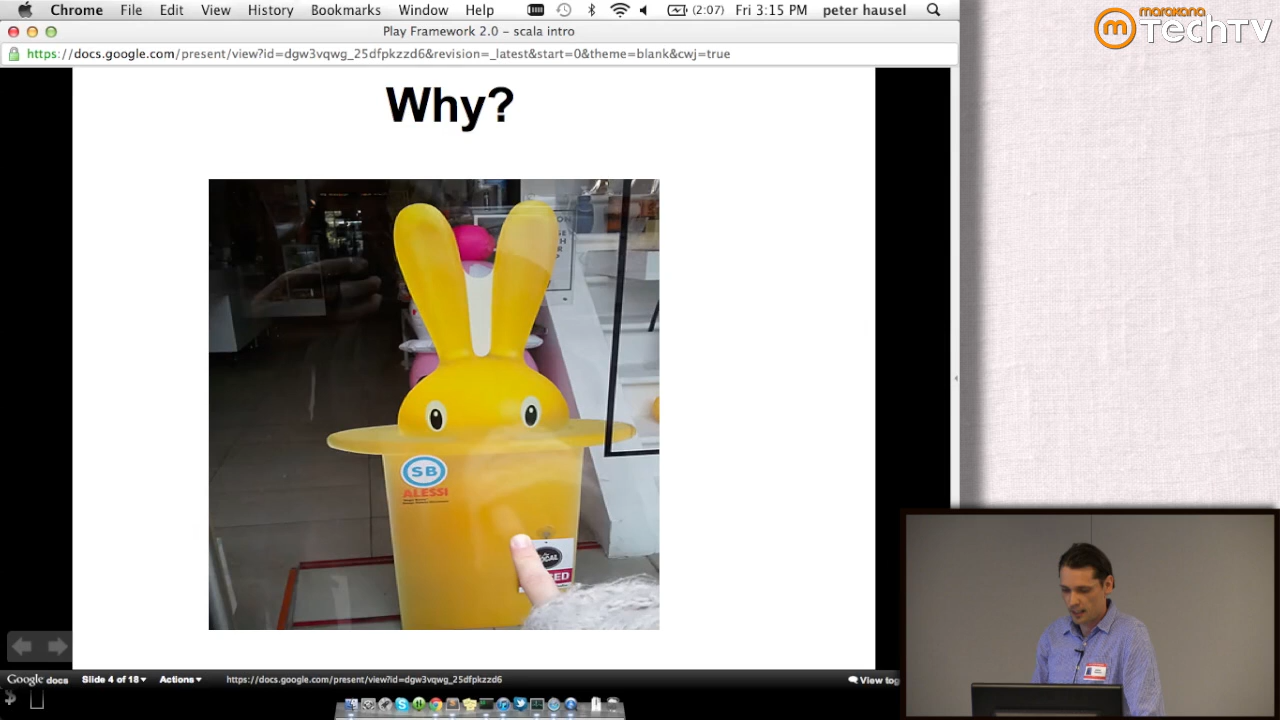 Chrome File Edit View History Bookmarks Window Help (2:07) Fri 3:15 PM peter hausel
Play Framework 2.0 - scala intro
https://docs.google.com/present/view?id=dgw3vqwg_25dfpkzzd6&revision=_latest&start=0&theme=blank&cwj=true
marakana
TechTV
Why?
SB
ALESSI
Google docs Slide 4 of 18 Actions https://docs.google.com/present/view?id=dgw3vqwg_25dfpkzzd6 View tog